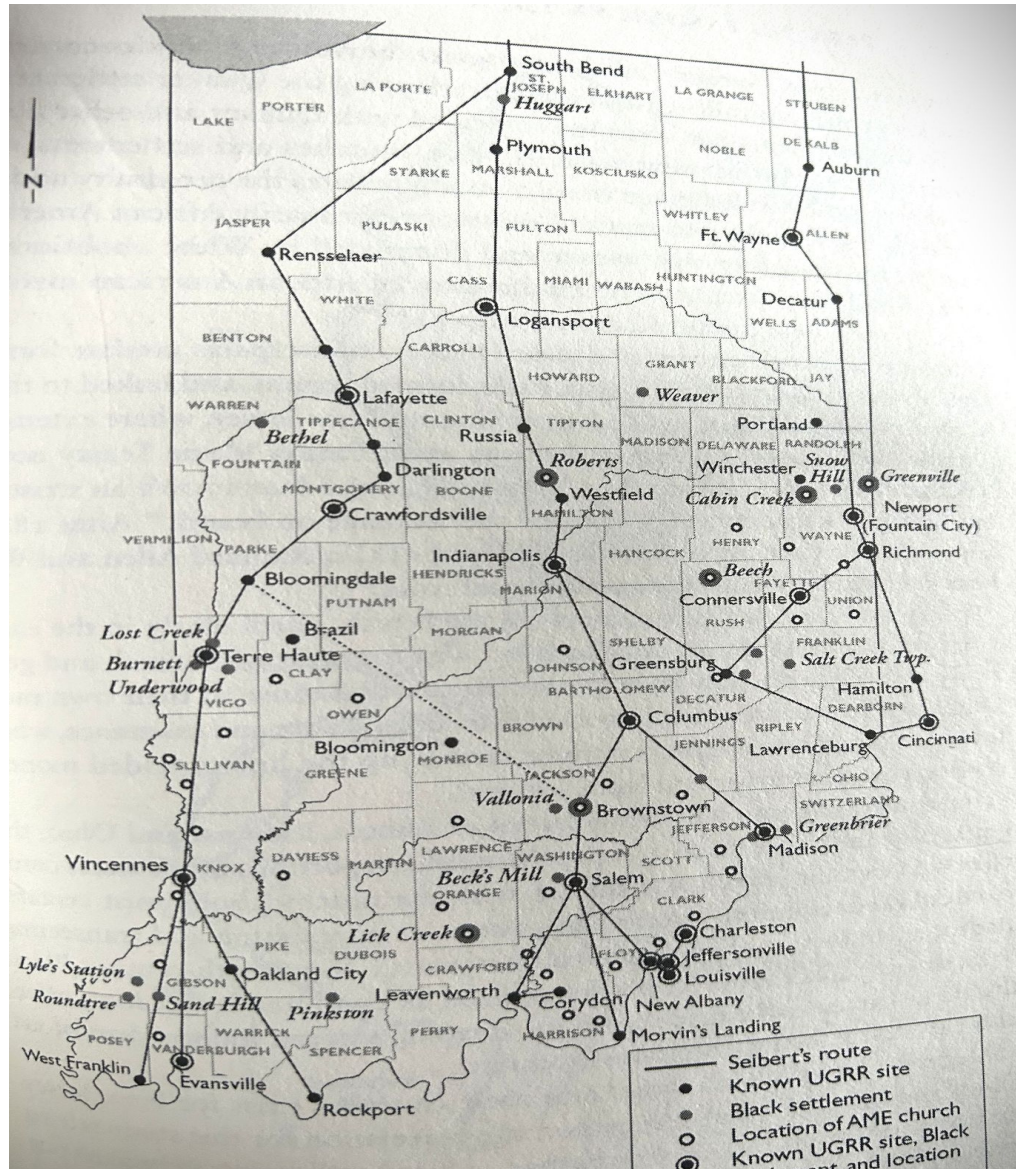 South Bend
ST.
JOSEPH
ELKHART
LA GRANGE
STEUBEN
LA PORTE
PORTER
LAKE
Huggart
N
Plymouth
NOBLE
DE KALB
Auburn
STARKE
MARSHALL
KOSCIUSKO
WHITLEY
JASPER
PULASKI
FULTON
Ft. Wayne
ALLEN
Rensselaer
CASS
MIAMI
WABASH
HUNTINGTON
WHITE
Decatur
Logansport
WELLS
ADAMS
BENTON
CARROLL
HOWARD
GRANT
BLACKFORD
JAY
WARREN
Lafayette
Weaver
TIPPECANOE
CLINTON
TIPTON
Portland
Bethel
Russia
MADISON
DELAWARE
RANDOLPH
FOUNTAIN
Darlington
Roberts
Winchester
Snow
Hill
Greenville
MONTGOMERY
BOONE
Westfield
Cabin Creek
Crawfordsville
HAMILTON
Newport
(Fountain City)
VERMILION
PARKE
Indianapolis
HANCOCK
HENRY
WAYNE
Richmond
Bloomingdale
HENDRICKS
MARION
Beech
FAYETTE
PUTNAM
Connersville
UNION
Lost Creek
Brazil
MORGAN
RUSH
SHELBY
FRANKLIN
Terre Haute
JOHNSON
Greensburg
Salt Creek Twp.
Burnett
CLAY
Underwood
BARTHOLOMEW
DECATUR
Hamilton
VIGO
OWEN
BROWN
Columbus
RIPLEY
DEARBORN
Bloomington
MONROE
JENNINGS
Lawrenceburg
Cincinnati
SULLIVAN
GREENE
JACKSON
OHIO
Vallonia
Brownstown
SWITZERLAND
JEFFERSON
Greenbrier
Madison
LAWRENCE
WASHINGTON
SCOTT
Vincennes
KNOX
DAVIESS
MARTIN
Beck's Mill
Salem
ORANGE
CLARK
Lick Creek
Charleston
PIKE
DUBOIS
FLOYD
Jeffersonville
Lyle's Station
Oakland City
CRAWFORD
Louisville
GIBSON
Leavenworth
Corydon
New Albany
Roundtree
Sand Hill
Pinkston
HARRISON
Morvin's Landing
POSEY
WARRICK
PERRY
VANDERBURGH
SPENCER
West Franklin
Evansville
Rockport
Seibert's route
Known UGRR site
Black settlement
Location of AME church
Known UGRR site, Black
and location